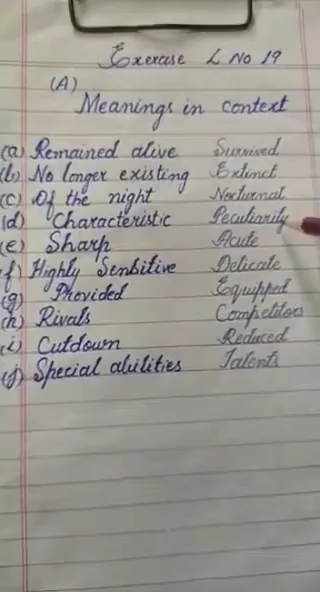 Exercise L No 19
(A)
Meanings in context
(a) Remained alive Survived
(b) No longer existing Extinct
(c) Of the night Nocturnal
(d) Characteristic Peculiarity
(e) Sharp Acute
(f) Highly Senbitive Delicate
(g) Provided Equipped
(h) Rivals Competitors
(i) Cutdown Reduced
(j) Special abilities Talents